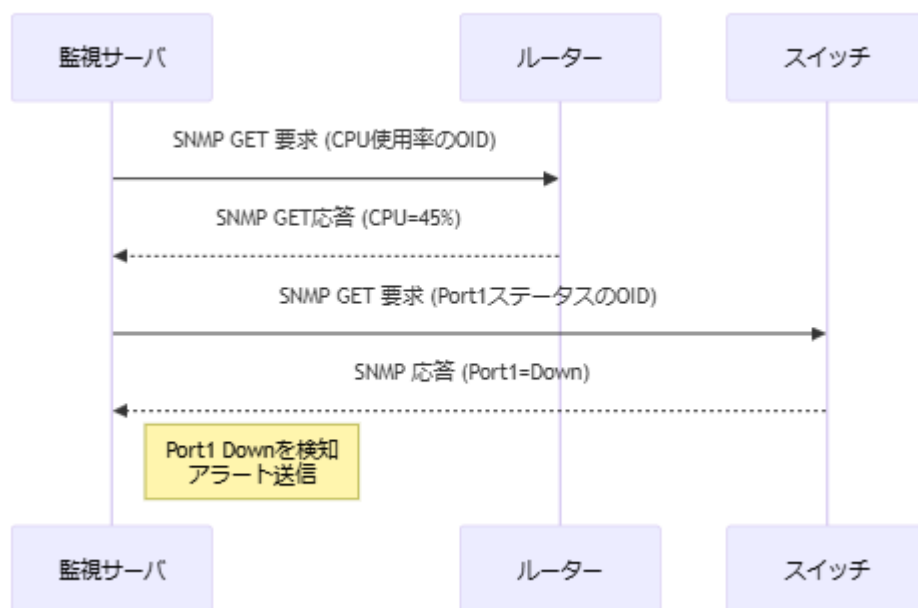 監視サーバ
ルーター
スイッチ
SNMP GET 要求 (CPU使用率のOID)
SNMP GET応答 (CPU=45%)
SNMP GET 要求 (Port1ステータスのOID)
SNMP 応答 (Port1=Down)
Port1 Downを検知
アラート送信
監視サーバ
ルーター
スイッチ